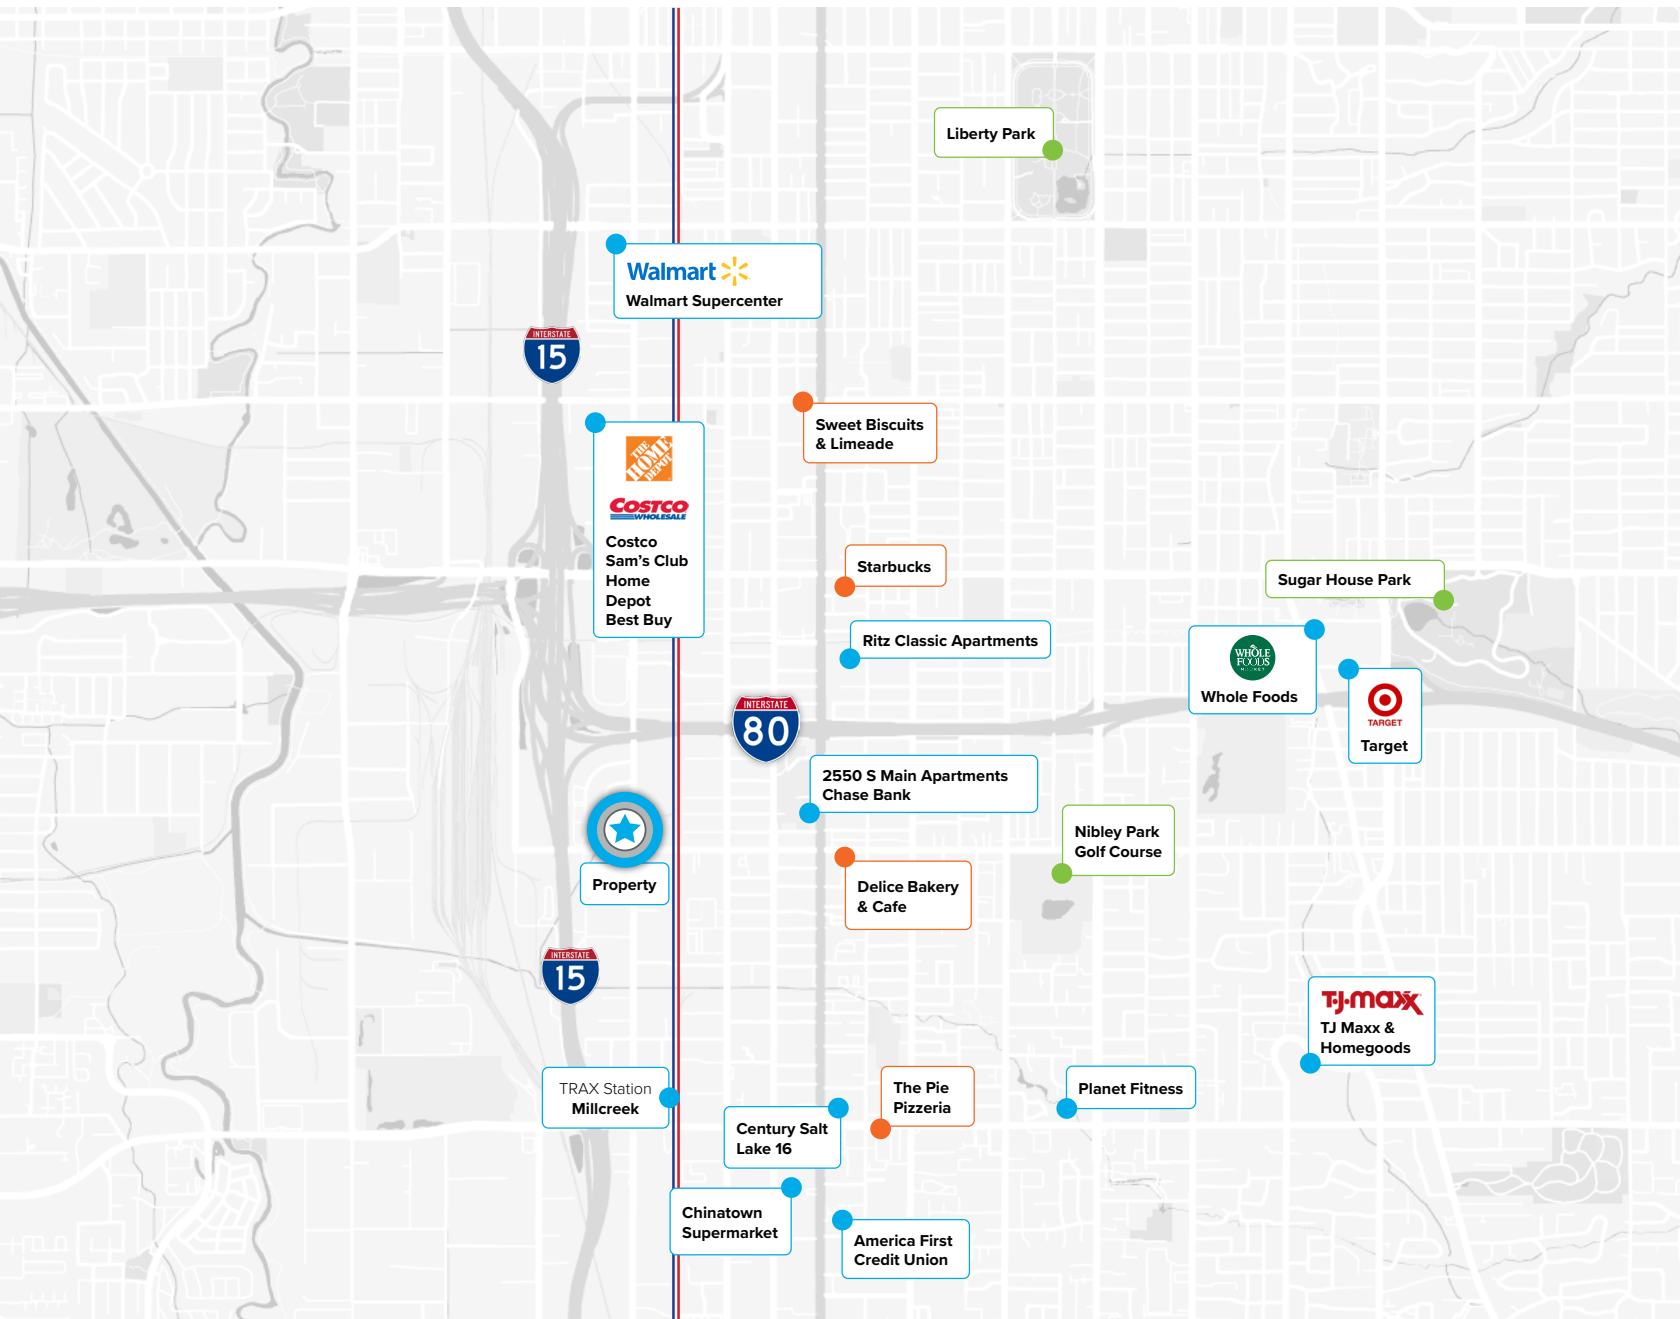 Liberty Park
Walmart
Walmart Supercenter
INTERSTATE
15
Sweet Biscuits
& Limeade
THE
HOME
DEPOT
COSTCO
WHOLESALE
Costco
Sam's Club
Home
Depot
Best Buy
Starbucks
Sugar House Park
Ritz Classic Apartments
WHOLE
FOODS
MARKET
Whole Foods
TARGET
Target
INTERSTATE
80
2550 S Main Apartments
Chase Bank
Nibley Park
Golf Course
Property
Delice Bakery
& Cafe
INTERSTATE
15
T·J·maxx
TJ Maxx &
Homegoods
TRAX Station
Millcreek
The Pie
Pizzeria
Planet Fitness
Century Salt
Lake 16
Chinatown
Supermarket
America First
Credit Union